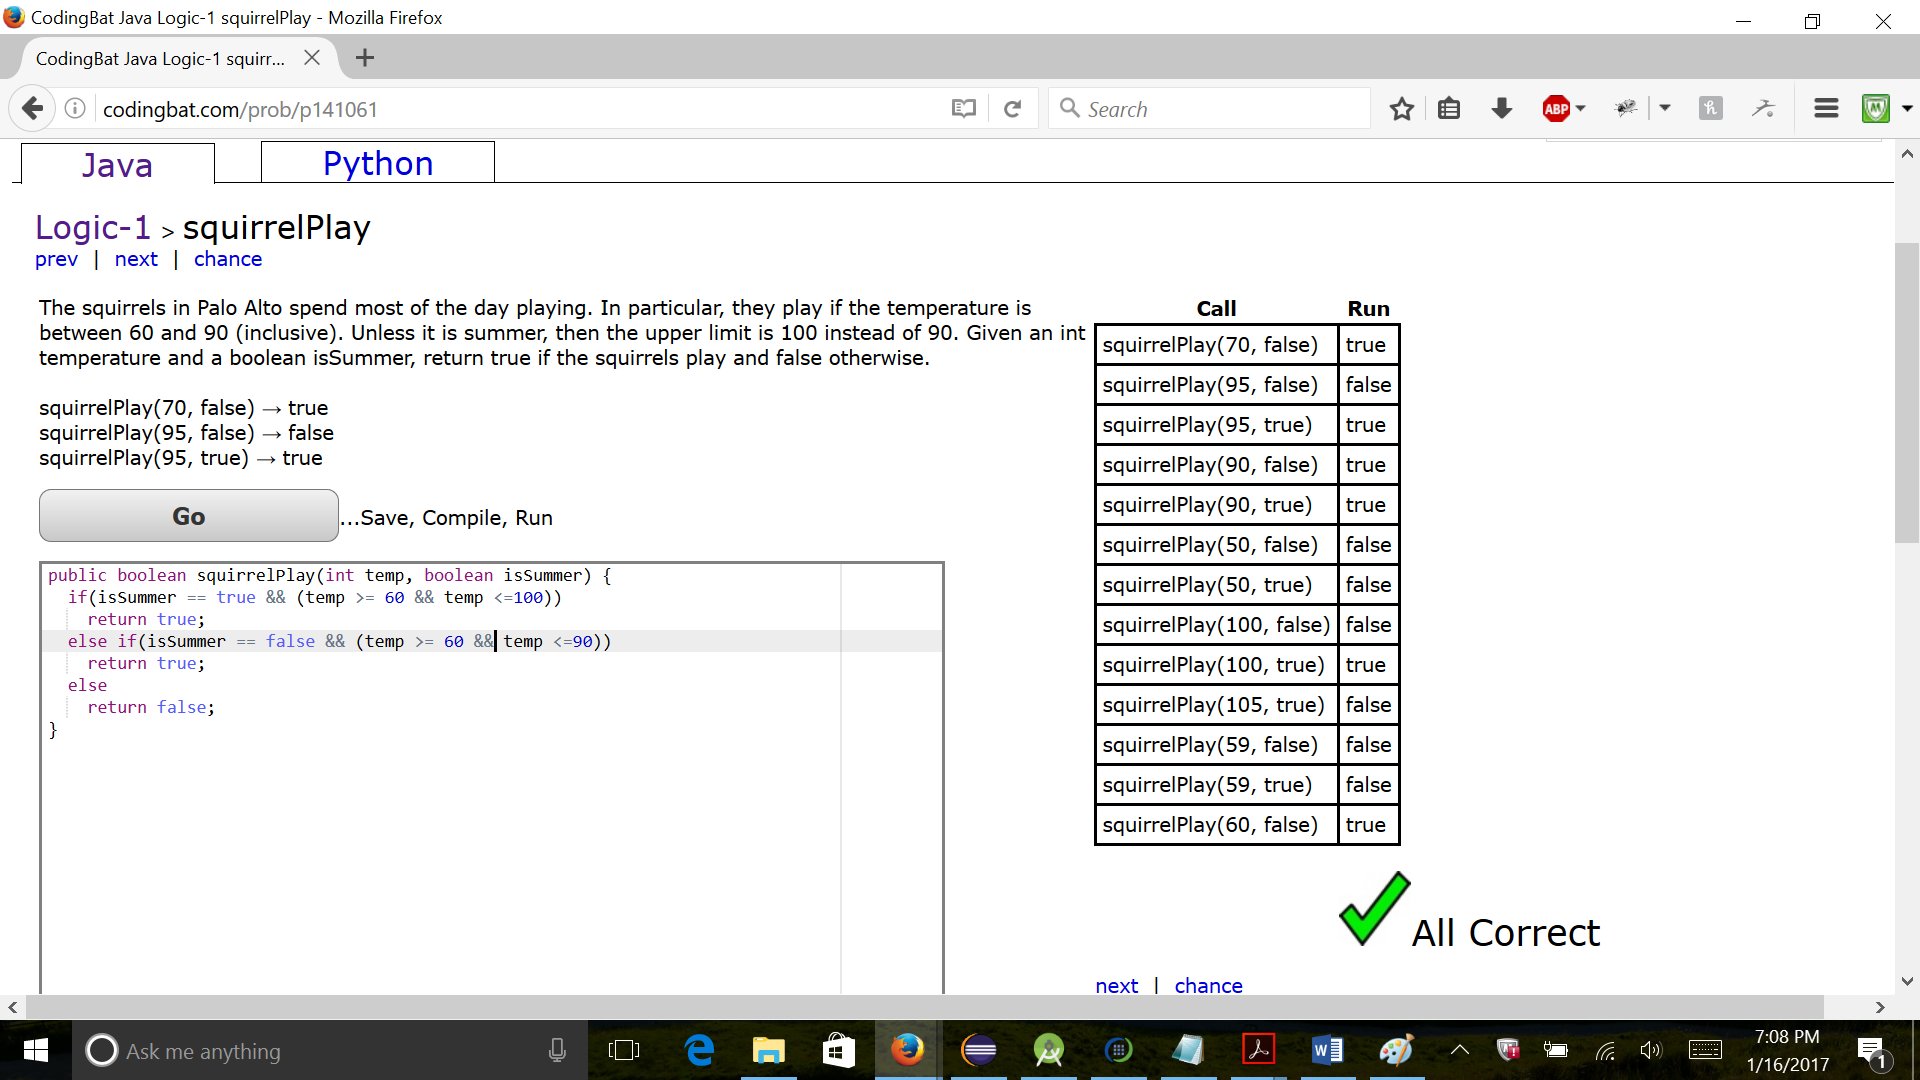 CodingBat Java Logic-1 squirrelPlay - Mozilla Firefox
CodingBat Java Logic-1 squirr...
codingbat.com/prob/p141061
Search
ABP
Java
Python
Logic-1 > squirrelPlay
prev | next | chance
The squirrels in Palo Alto spend most of the day playing. In particular, they play if the temperature is
between 60 and 90 (inclusive). Unless it is summer, then the upper limit is 100 instead of 90. Given an int
temperature and a boolean isSummer, return true if the squirrels play and false otherwise.
squirrelPlay(70, false) → true
squirrelPlay(95, false) → false
squirrelPlay(95, true) → true
Go ...Save, Compile, Run
public boolean squirrelPlay(int temp, boolean isSummer) {
if(isSummer == true && (temp >= 60 && temp <=100))
return true;
else if(isSummer == false && (temp >= 60 && temp <=90))
return true;
else
return false;
}
Call Run
squirrelPlay(70, false) true
squirrelPlay(95, false) false
squirrelPlay(95, true) true
squirrelPlay(90, false) true
squirrelPlay(90, true) true
squirrelPlay(50, false) false
squirrelPlay(50, true) false
squirrelPlay(100, false) false
squirrelPlay(100, true) true
squirrelPlay(105, true) false
squirrelPlay(59, false) false
squirrelPlay(59, true) false
squirrelPlay(60, false) true
All Correct
next | chance
Ask me anything
7:08 PM
1/16/2017
1